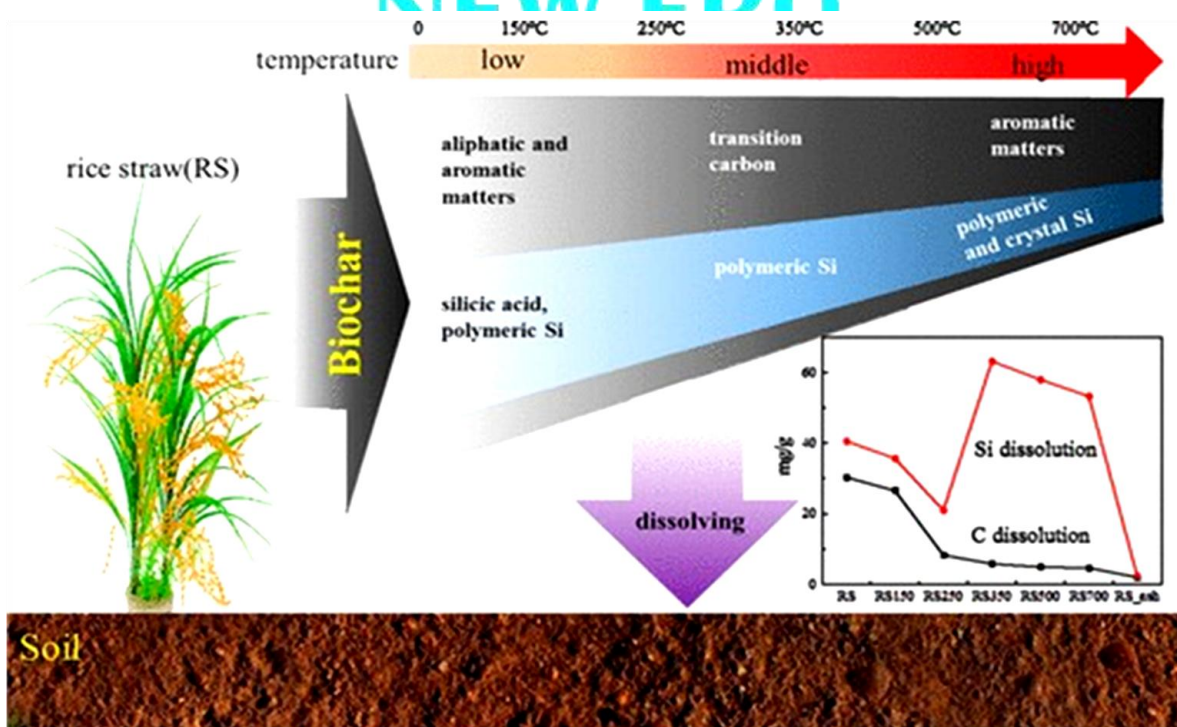 0 150°C 250°C 350°C 500°C 700°C
temperature
low
middle
high
rice straw(RS)
Biochar
aliphatic and
aromatic
matters
transition
carbon
aromatic
matters
silicic acid,
polymeric Si
polymeric Si
polymeric
and crystal Si
dissolving
mg/g
60
40
20
0
Si dissolution
C dissolution
RS RS150 RS250 RS350 RS500 RS700 RS_ash
Soil